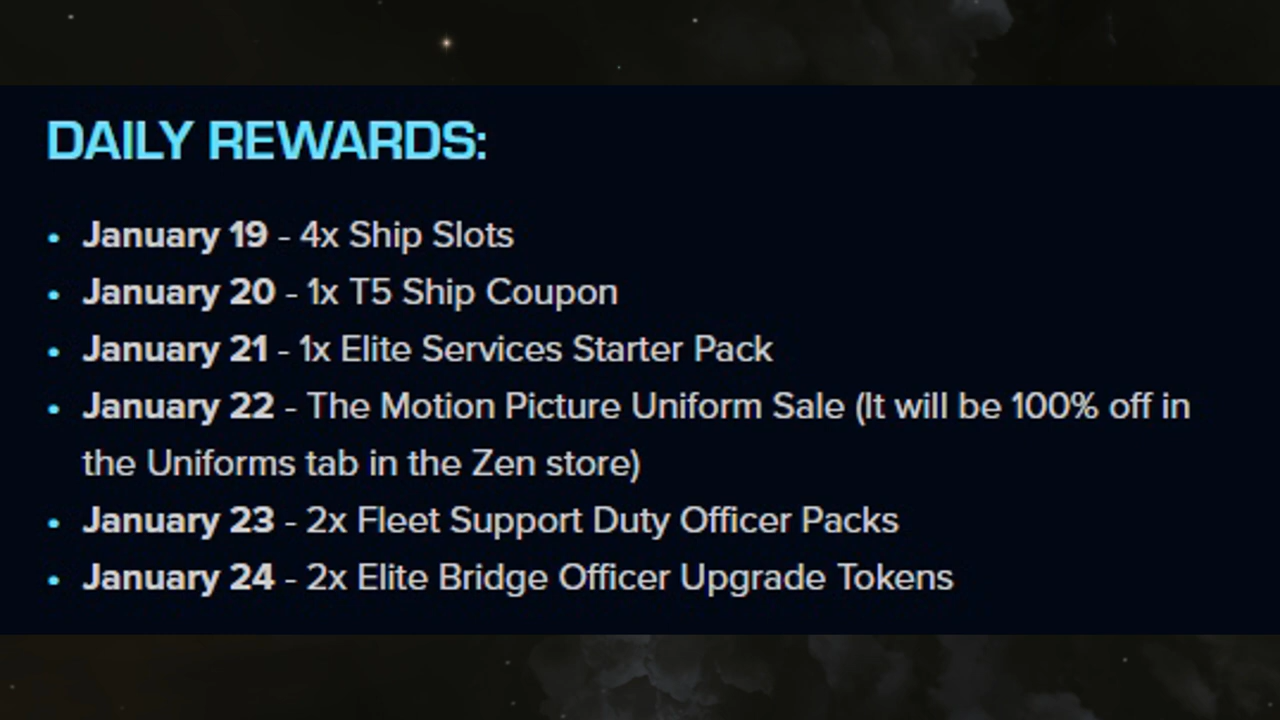 DAILY REWARDS:
• January 19 - 4x Ship Slots
• January 20 - 1x T5 Ship Coupon
• January 21 - 1x Elite Services Starter Pack
• January 22 - The Motion Picture Uniform Sale (It will be 100% off in
the Uniforms tab in the Zen store)
• January 23 - 2x Fleet Support Duty Officer Packs
• January 24 - 2x Elite Bridge Officer Upgrade Tokens